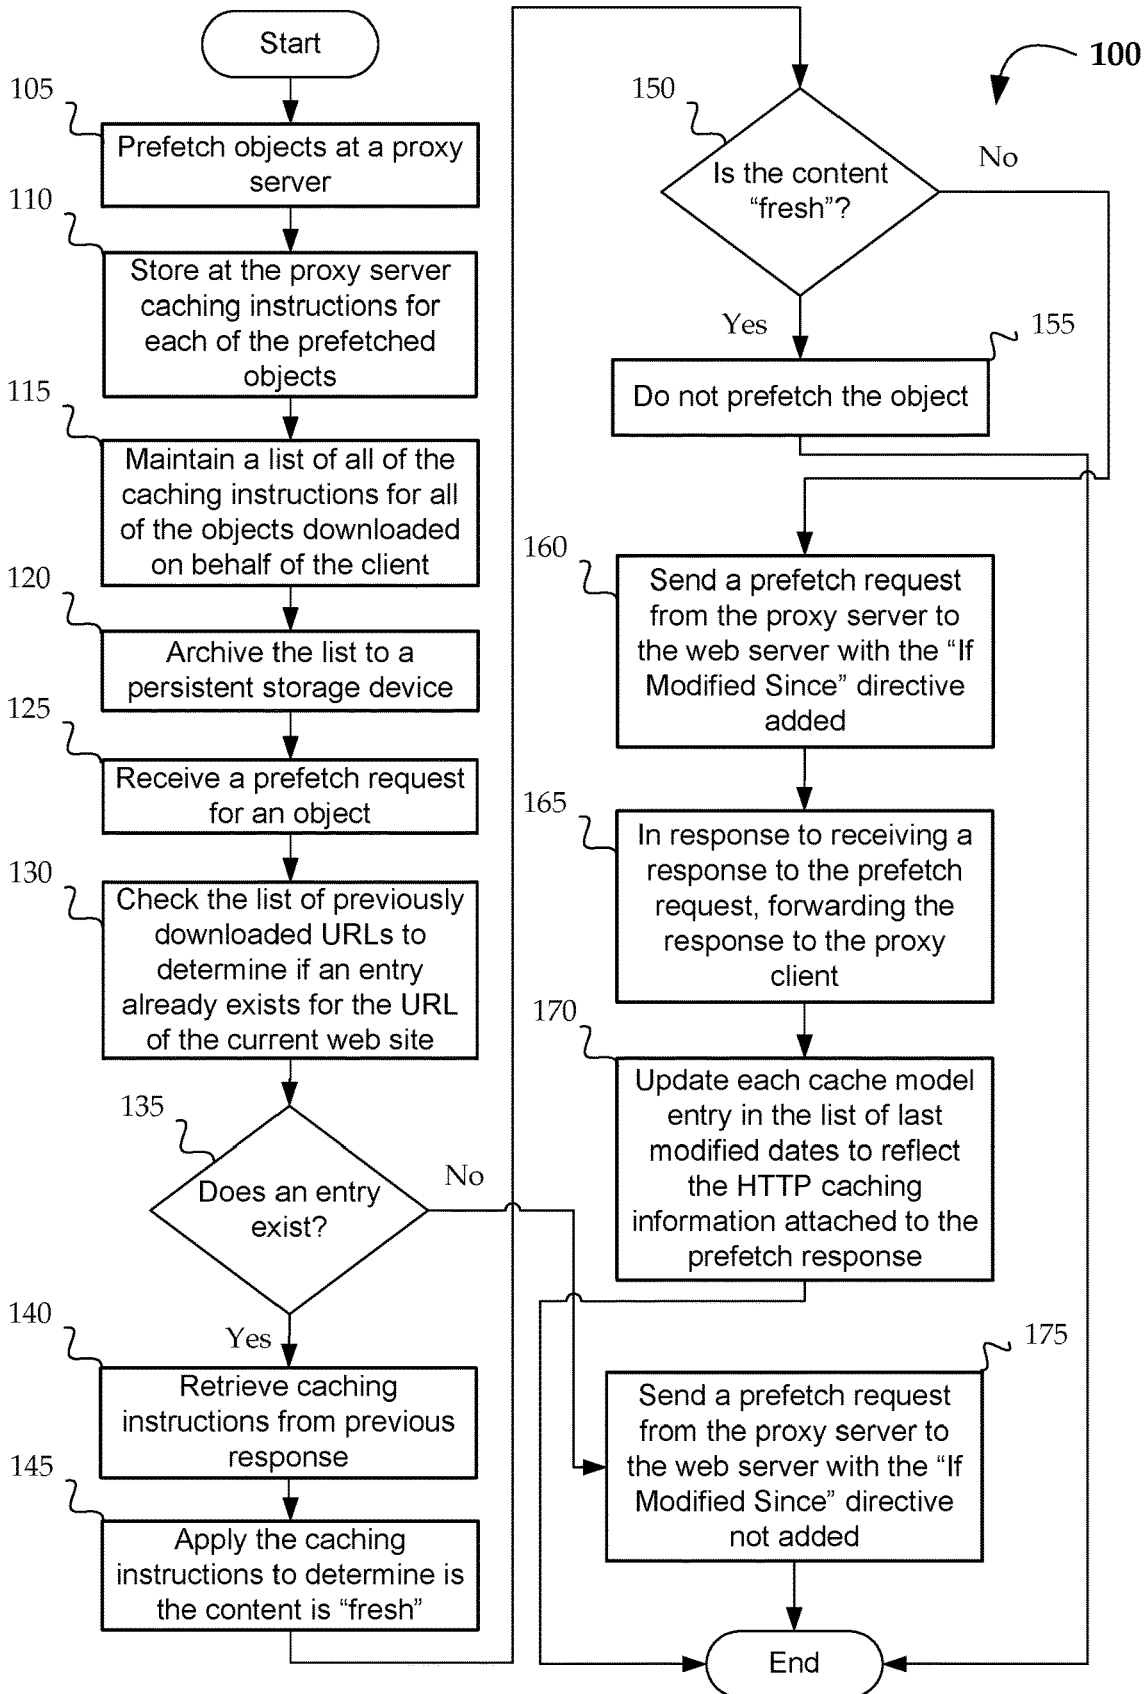 Start
105
Prefetch objects at a proxy
server
110
Store at the proxy server
caching instructions for
each of the prefetched
objects
115
Maintain a list of all of the
caching instructions for all
of the objects downloaded
on behalf of the client
120
Archive the list to a
persistent storage device
125
Receive a prefetch request
for an object
130
Check the list of previously
downloaded URLs to
determine if an entry
already exists for the URL
of the current web site
135
Does an entry
exist?
No
Yes
140
Retrieve caching
instructions from previous
response
145
Apply the caching
instructions to determine is
the content is “fresh”
100
150
Is the content
“fresh”?
No
Yes
155
Do not prefetch the object
160
Send a prefetch request
from the proxy server to
the web server with the “If
Modified Since” directive
added
165
In response to receiving a
response to the prefetch
request, forwarding the
response to the proxy
client
170
Update each cache model
entry in the list of last
modified dates to reflect
the HTTP caching
information attached to the
prefetch response
175
Send a prefetch request
from the proxy server to
the web server with the “If
Modified Since” directive
not added
End